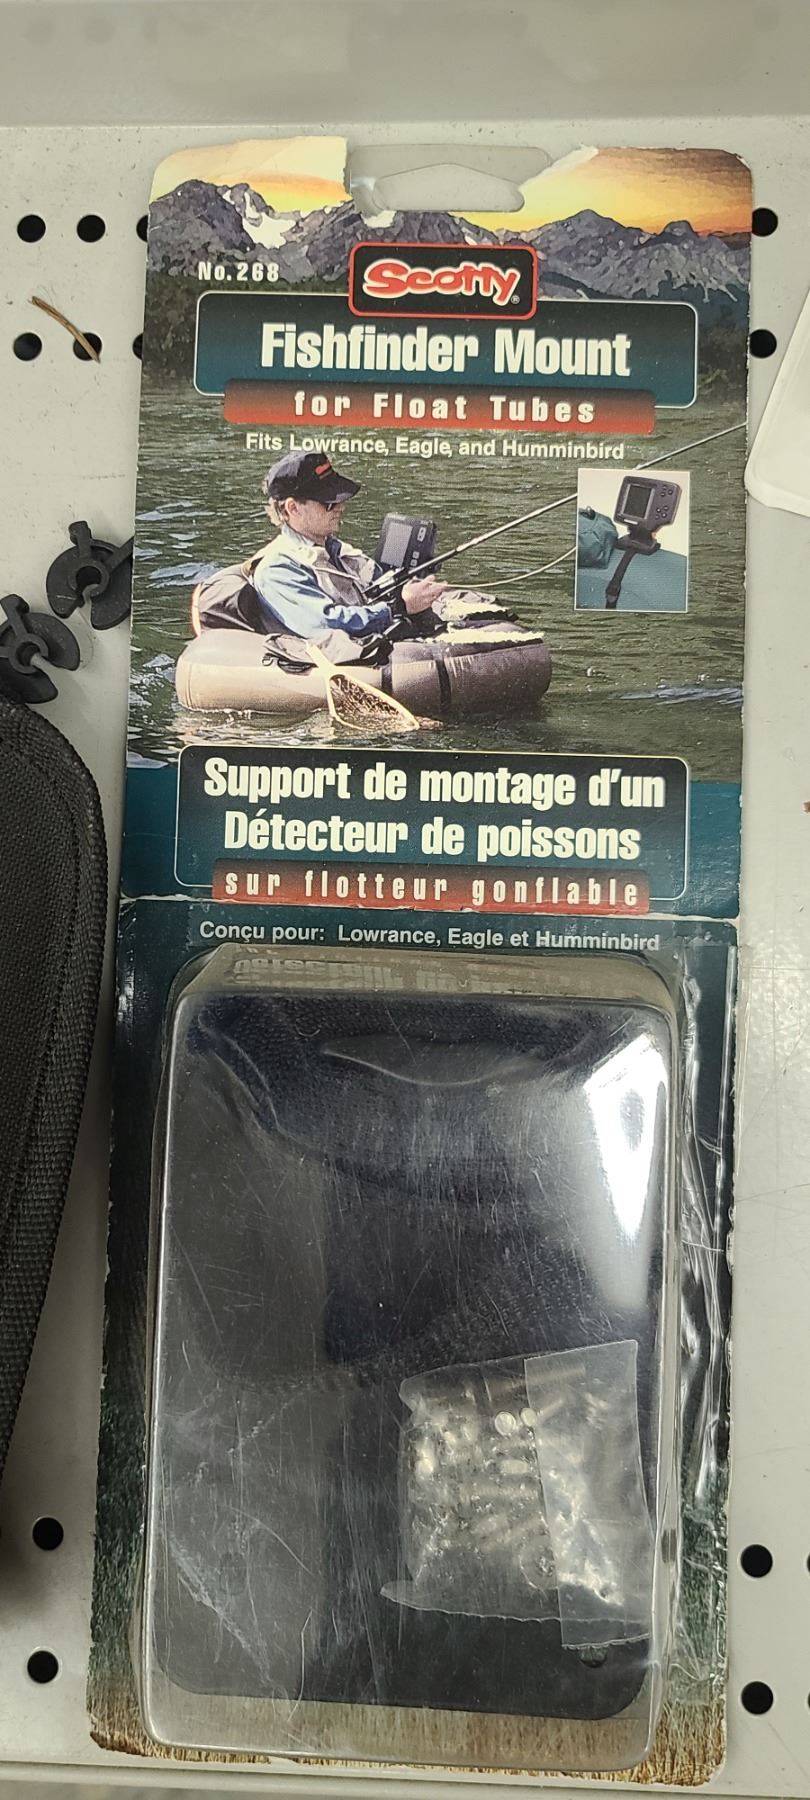 No.268
Scotty®
Fishfinder Mount
for Float Tubes
Fits Lowrance, Eagle, and Humminbird
Support de montage d'un
Détecteur de poissons
sur flotteur gonflable
Conçu pour: Lowrance, Eagle et Humminbird